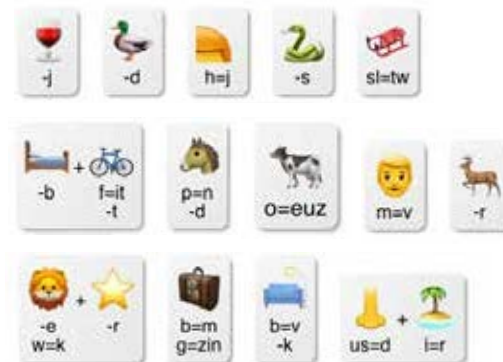 -j -d h=j -s sl=tw
+
-b f=it p=n o=euz m=v -r
-t -d
+ +
-e -r b=m b=v us=d i=r
w=k g=zin -k